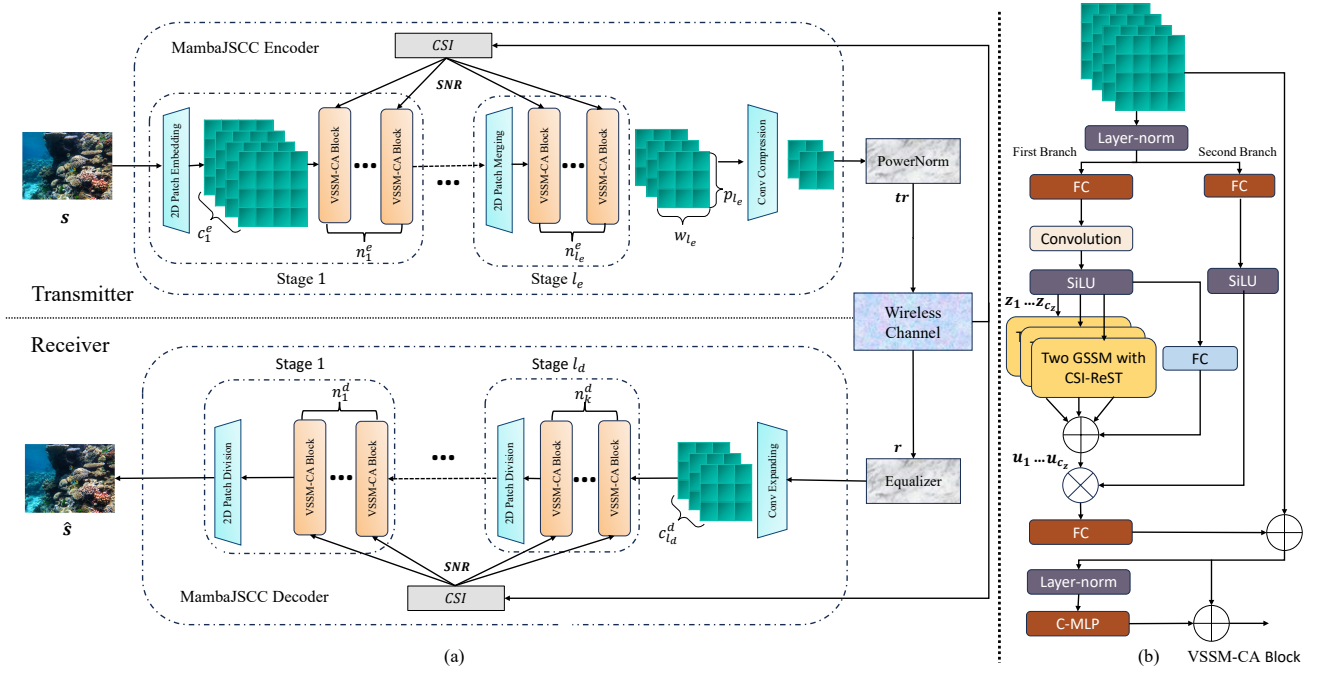 MambaJSCC Encoder
CSI
SNR
s
2D Patch Embedding
c_1^e
VSSM-CA Block
VSSM-CA Block
n_1^e
Stage 1
2D Patch Merging
VSSM-CA Block
VSSM-CA Block
n_{l_e}^e
Stage l_e
p_{l_e}
w_{l_e}
Conv Compression
PowerNorm
tr
Transmitter
Wireless
Channel
Receiver
r
Equalizer
Stage 1
n_1^d
2D Patch Division
VSSM-CA Block
VSSM-CA Block
Stage l_d
n_k^d
2D Patch Division
VSSM-CA Block
VSSM-CA Block
c_{l_d}^d
Conv Expanding
ŝ
SNR
CSI
MambaJSCC Decoder
(a)
Layer-norm
First Branch
Second Branch
FC
FC
Convolution
SiLU
SiLU
z_1 ... z_{c_z}
T
T
Two GSSM with
CSI-ReST
FC
u_1 ... u_{c_z}
FC
Layer-norm
C-MLP
(b)
VSSM-CA Block